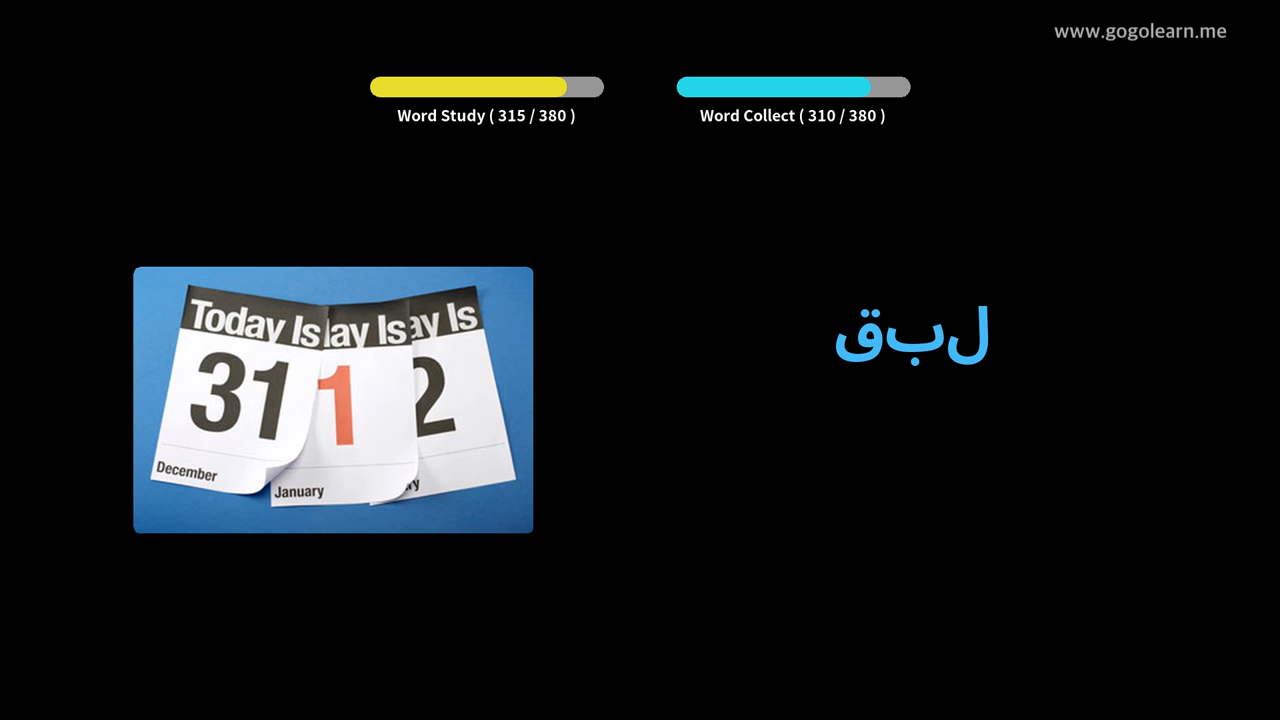 www.gogolearn.me
Word Study ( 315 / 380 )
Word Collect ( 310 / 380 )
Today Is
31
December
ay Is
1
January
ay Is
2
ry
قبل